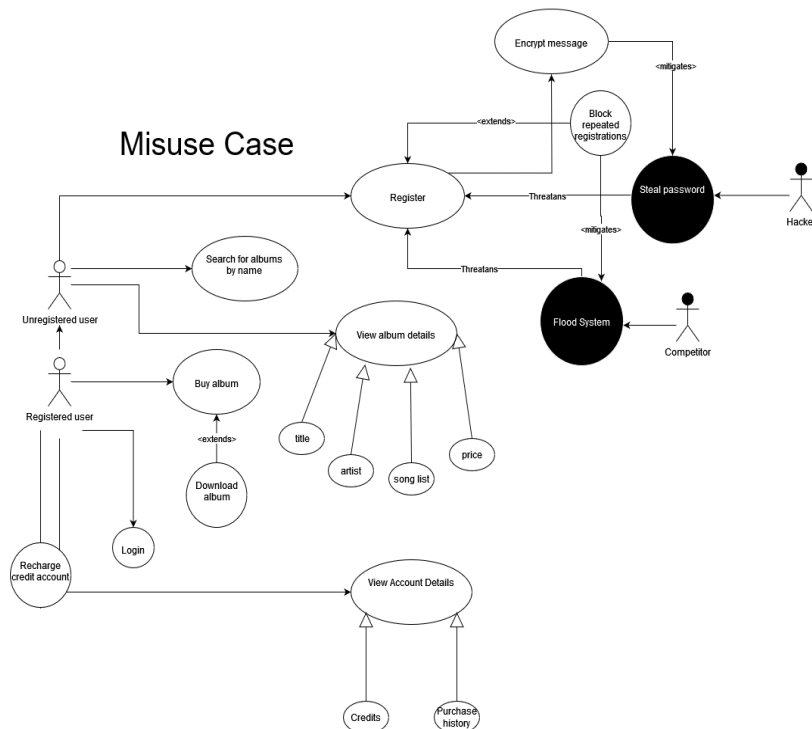 Encrypt message
<mitigates>
Block
repeated
registrations
<extends>
Misuse Case
Register
Threatans
Steal password
Hacke
Search for albums
by name
<mitigates>
Threatans
Unregistered user
View album details
Flood System
Competitor
Buy album
Registered user
<extends>
title
artist
song list
price
Download
album
Login
Recharge
credit account
View Account Details
Credits
Purchase
history